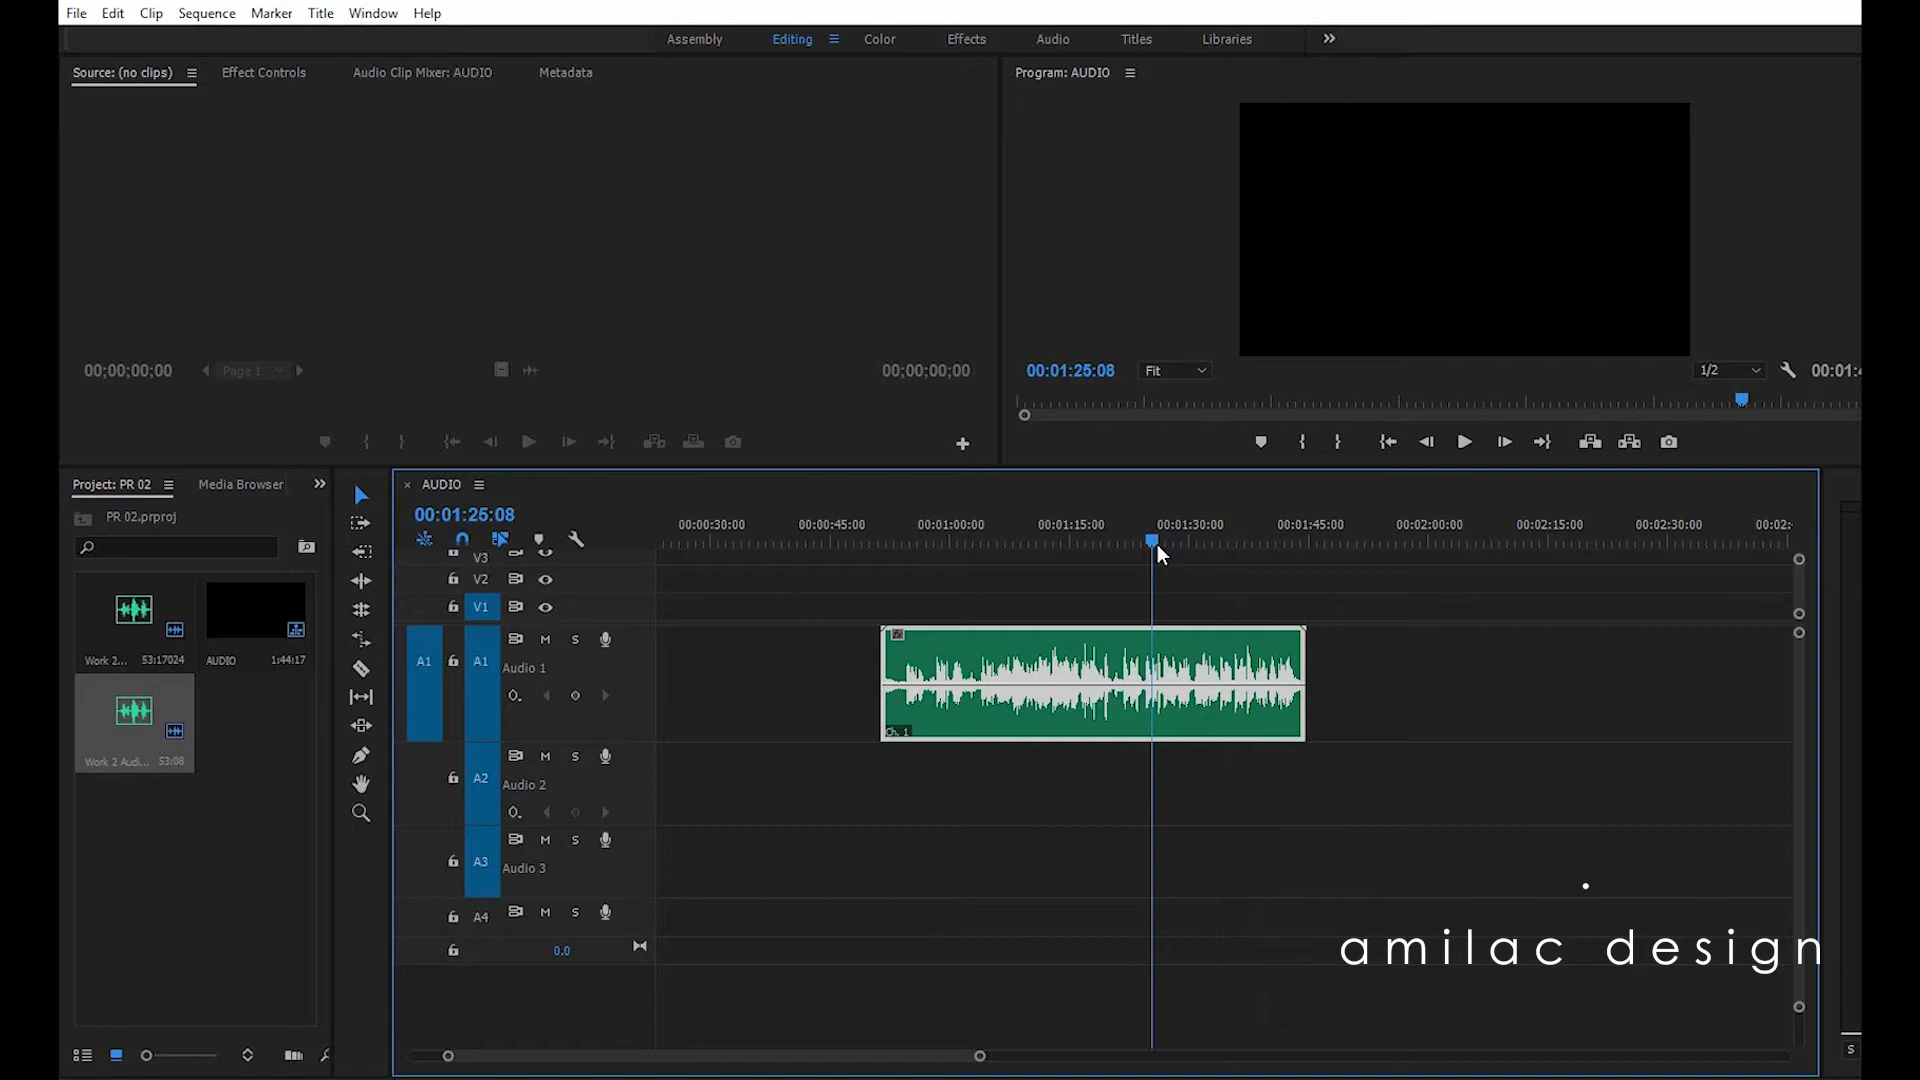 File Edit Clip Sequence Marker Title Window Help
Assembly Editing Color Effects Audio Titles Libraries
Source: (no clips) Effect Controls Audio Clip Mixer: AUDIO Metadata
Program: AUDIO
00;00;00;00 Page 1 00;00;00;00
00:01:25:08 Fit 1/2 00:01:4
Project: PR 02 Media Browser
PR 02.prproj
Work 2... 53:17024
AUDIO 1:44:17
Work 2 Audi... 53:08
AUDIO
00:01:25:08
00:00:30:00 00:00:45:00 00:01:00:00 00:01:15:00 00:01:30:00 00:01:45:00 00:02:00:00 00:02:15:00 00:02:30:00 00:02:
V3
V2
V1
A1 A1 M S
Audio 1
Ch. 1
A2 M S
Audio 2
A3 M S
Audio 3
A4 M S
0.0
S
amilac design